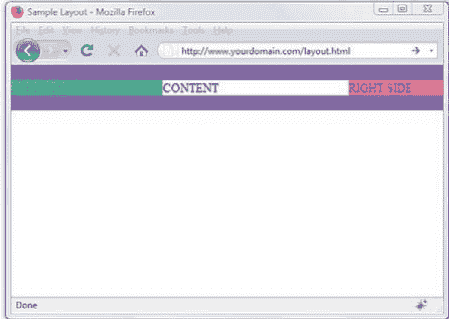 Sample Layout - Mozilla Firefox
File Edit View History Bookmarks Tools Help
http://www.yourdomain.com/layout.html
CONTENT RIGHT SIDE
Done